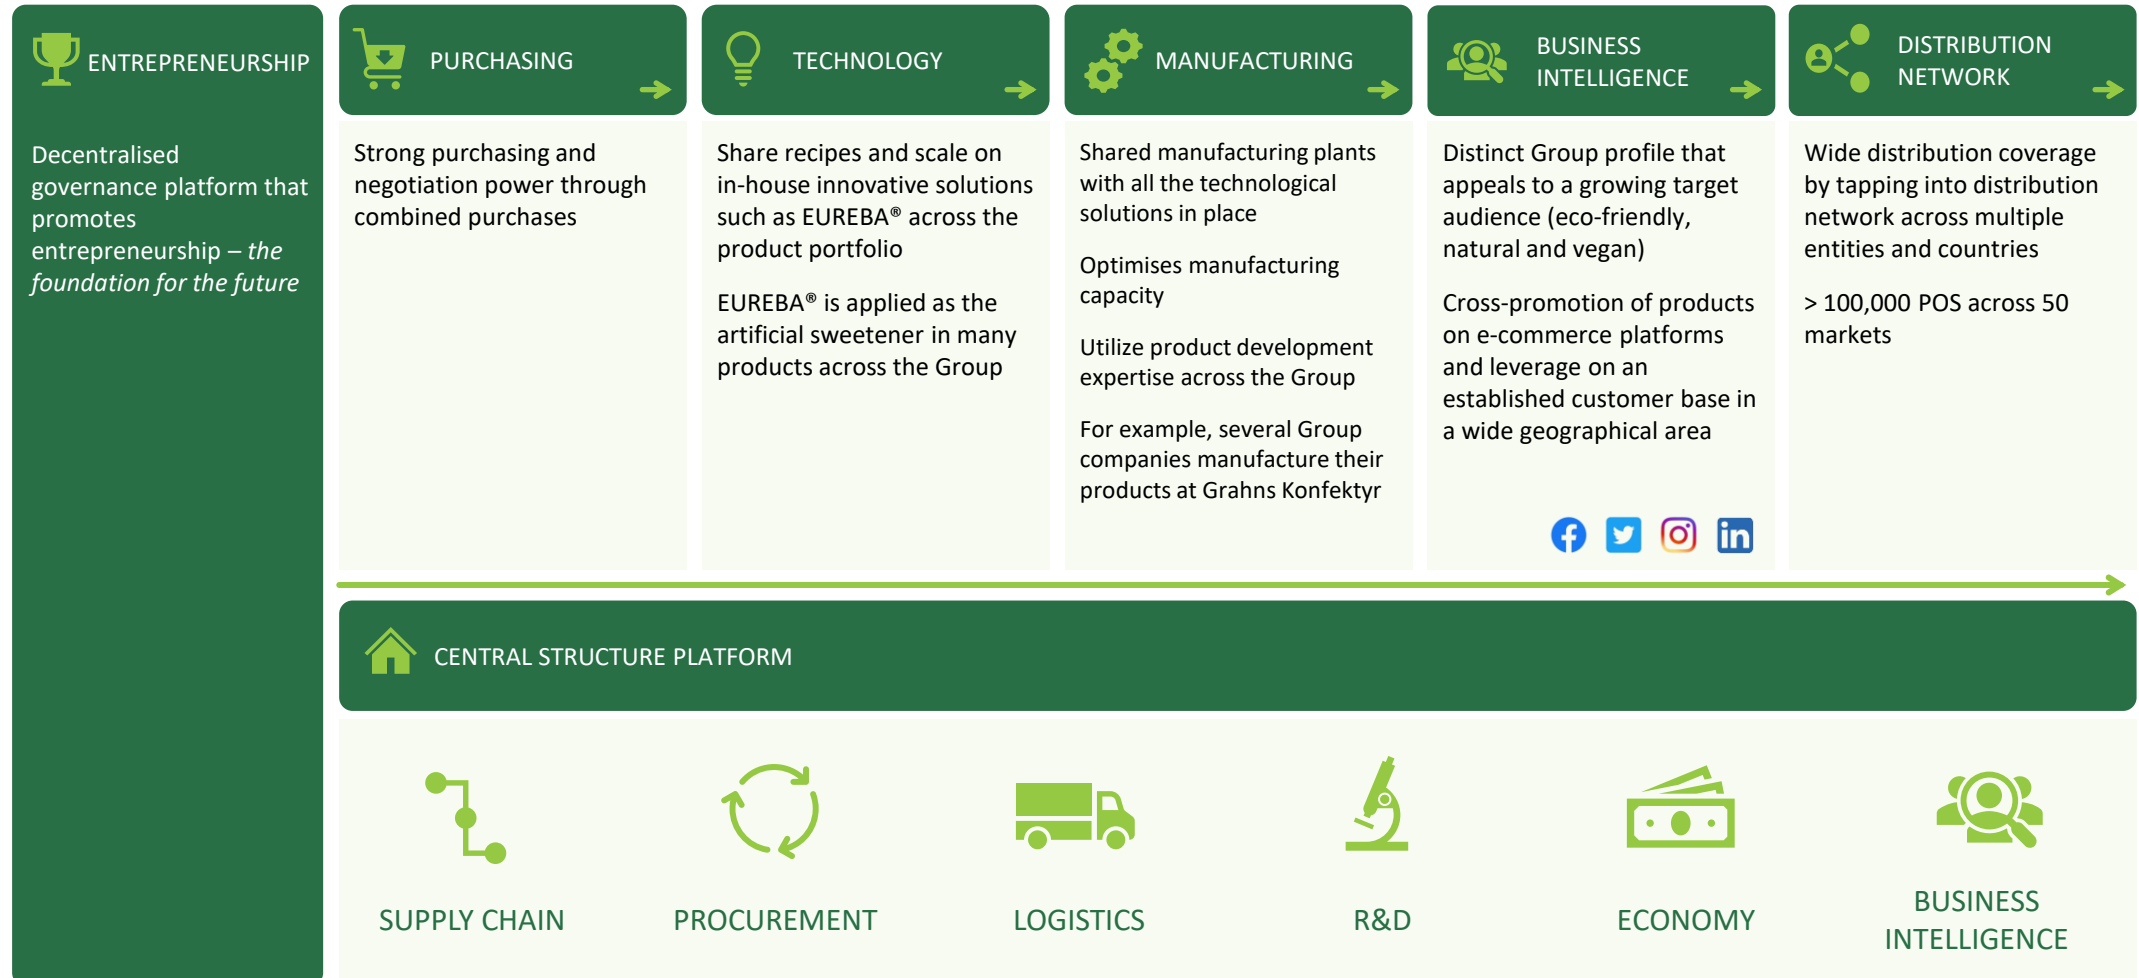 ENTREPRENEURSHIP
Decentralised
governance platform that
promotes
entrepreneurship – the
foundation for the future
PURCHASING
Strong purchasing and
negotiation power through
combined purchases
TECHNOLOGY
Share recipes and scale on
in-house innovative solutions
such as EUREBA® across the
product portfolio
EUREBA® is applied as the
artificial sweetener in many
products across the Group
MANUFACTURING
Shared manufacturing plants
with all the technological
solutions in place
Optimises manufacturing
capacity
Utilize product development
expertise across the Group
For example, several Group
companies manufacture their
products at Grahns Konfektyr
BUSINESS
INTELLIGENCE
Distinct Group profile that
appeals to a growing target
audience (eco-friendly,
natural and vegan)
Cross-promotion of products
on e-commerce platforms
and leverage on an
established customer base in
a wide geographical area
DISTRIBUTION
NETWORK
Wide distribution coverage
by tapping into distribution
network across multiple
entities and countries
> 100,000 POS across 50
markets
CENTRAL STRUCTURE PLATFORM
SUPPLY CHAIN
PROCUREMENT
LOGISTICS
R&D
ECONOMY
BUSINESS
INTELLIGENCE